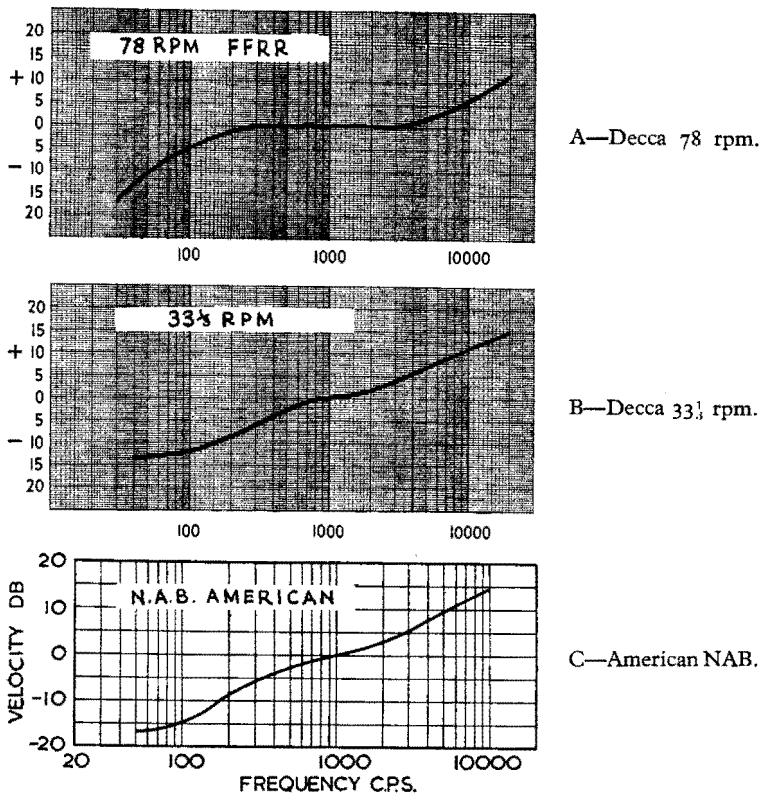 20
15
78 RPM FFRR
+ 10
5
0
A—Decca 78 rpm.
5
— 10
15
20
100 1000 10000
20
15
33⅓ RPM
+ 10
5
0
B—Decca 33⅓ rpm.
5
— 10
15
20
100 1000 10000
20
10
N.A.B. AMERICAN
0
C—American NAB.
-10
-20
VELOCITY DB
20 100 1000 10000
FREQUENCY C.P.S.